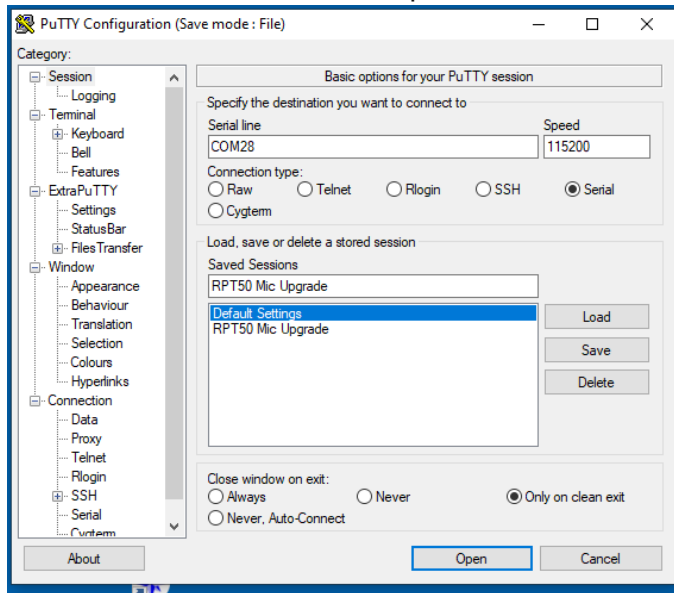 PuTTY Configuration (Save mode : File)
Category:
Session
Logging
Terminal
Keyboard
Bell
Features
ExtraPuTTY
Settings
StatusBar
FilesTransfer
Window
Appearance
Behaviour
Translation
Selection
Colours
Hyperlinks
Connection
Data
Proxy
Telnet
Rlogin
SSH
Serial
Cygterm
Basic options for your PuTTY session
Specify the destination you want to connect to
Serial line Speed
COM28 115200
Connection type:
Raw Telnet Rlogin SSH Serial
Cygterm
Load, save or delete a stored session
Saved Sessions
RPT50 Mic Upgrade
Default Settings
RPT50 Mic Upgrade
Load
Save
Delete
Close window on exit:
Always Never Only on clean exit
Never, Auto-Connect
About Open Cancel